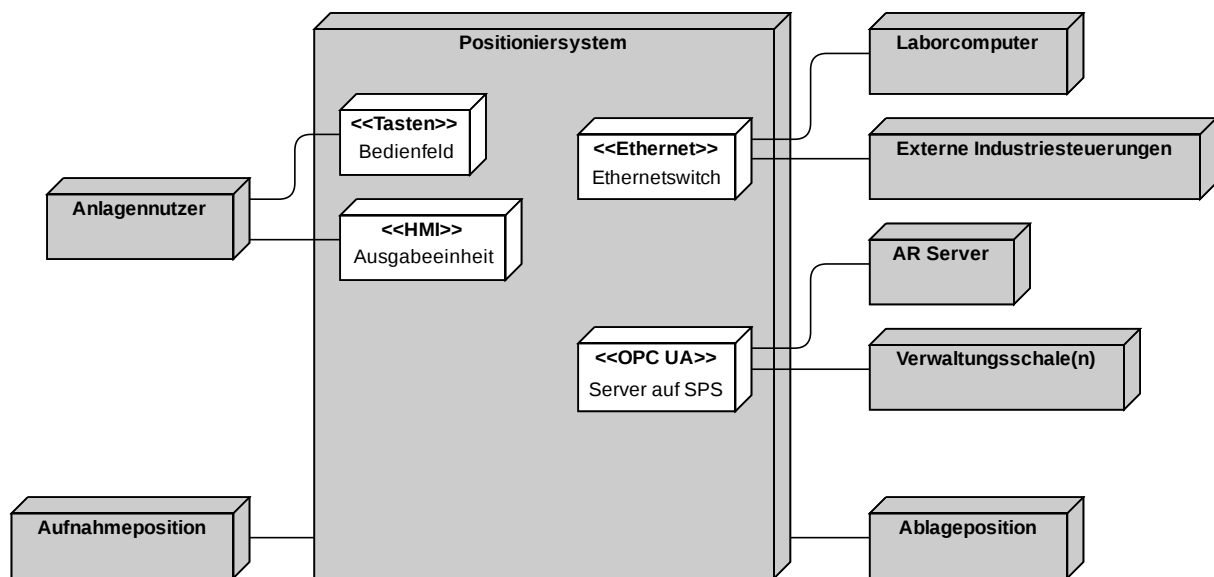 Positioniersystem
<<Tasten>>
Bedienfeld
<<HMI>>
Ausgabeeinheit
<<Ethernet>>
Ethernetswitch
<<OPC UA>>
Server auf SPS
Anlagennutzer
Aufnahmeposition
Laborcomputer
Externe Industriesteuerungen
AR Server
Verwaltungsschale(n)
Ablageposition